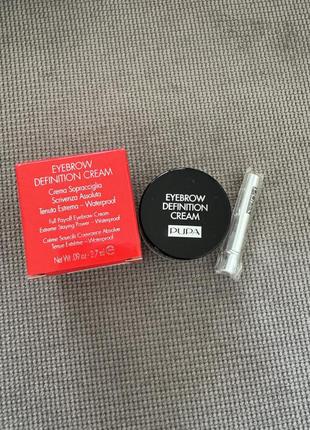 EYEBROW
DEFINITION CREAM
Crema Sopracciglia
Scrivenza Assoluta
Tenuta Estrema – Waterproof
Full Payoff Eyebrow Cream
Extreme Staying Power – Waterproof
Crème Sourcils Couvrance Absolue
Tenue Extrême – Waterproof
Net Wt. .09 oz - 2.7 ml ℮
EYEBROW
DEFINITION
CREAM
PUPA